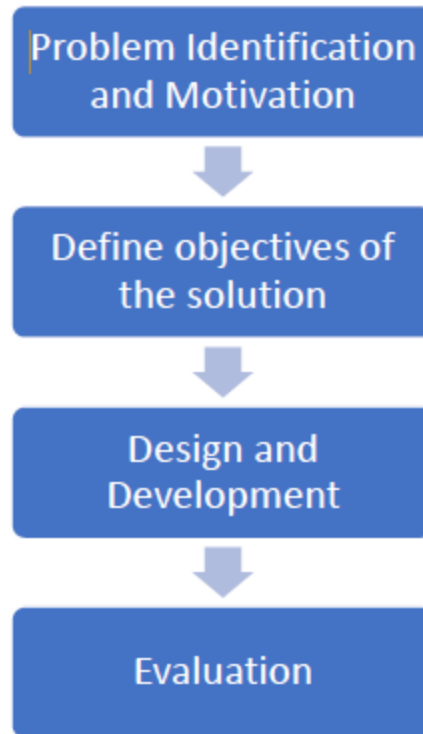 Problem Identification
and Motivation
Define objectives of
the solution
Design and
Development
Evaluation